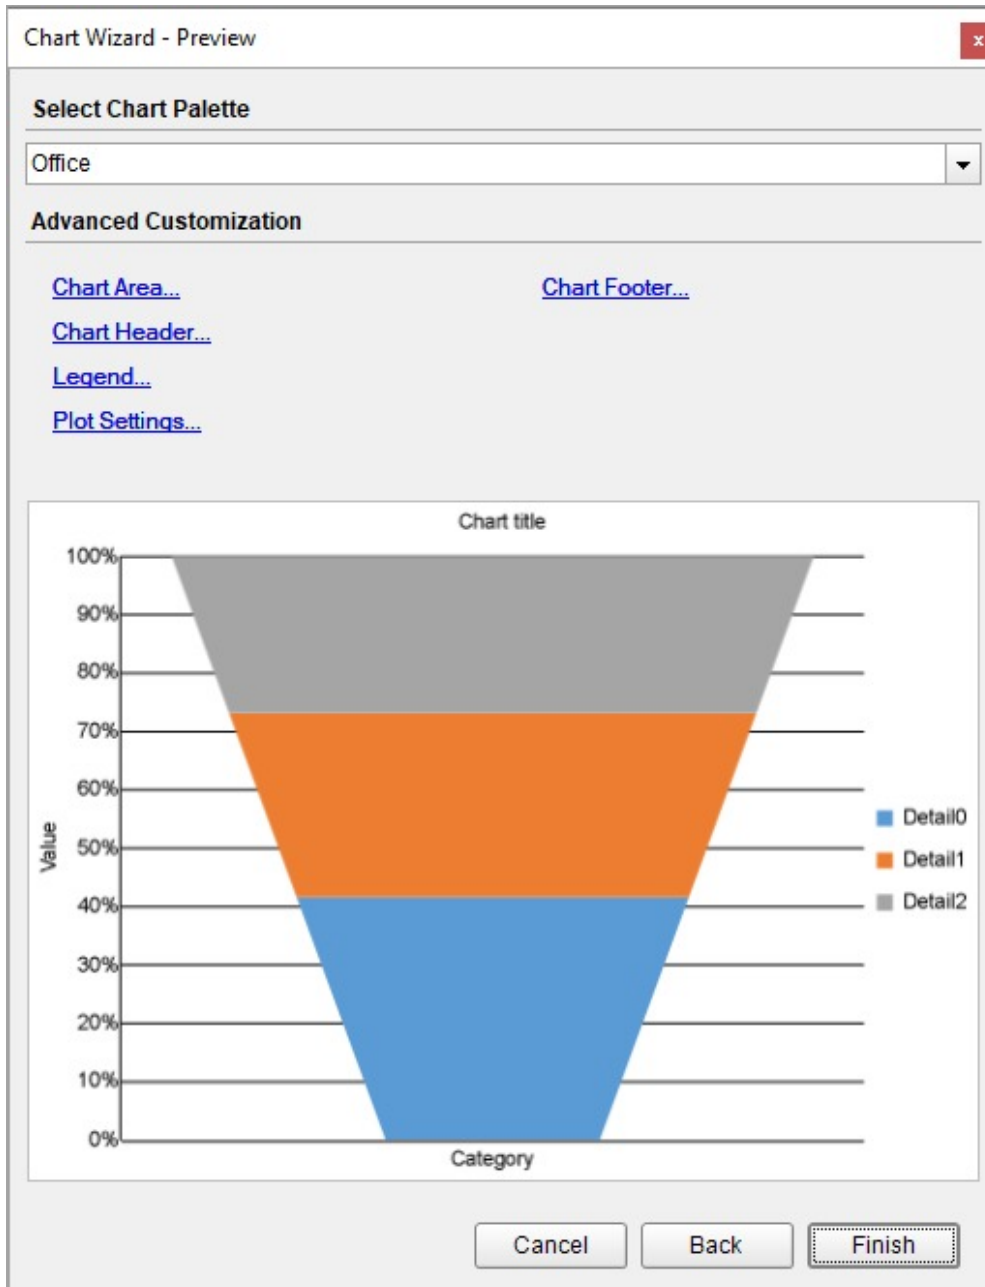 Chart Wizard - Preview
x
Select Chart Palette
Office
Advanced Customization
Chart Area... Chart Footer...
Chart Header...
Legend...
Plot Settings...
Chart title
100%
90%
80%
70%
60%
50%
40%
30%
20%
10%
0%
Value
Category
Detail0
Detail1
Detail2
Cancel Back Finish